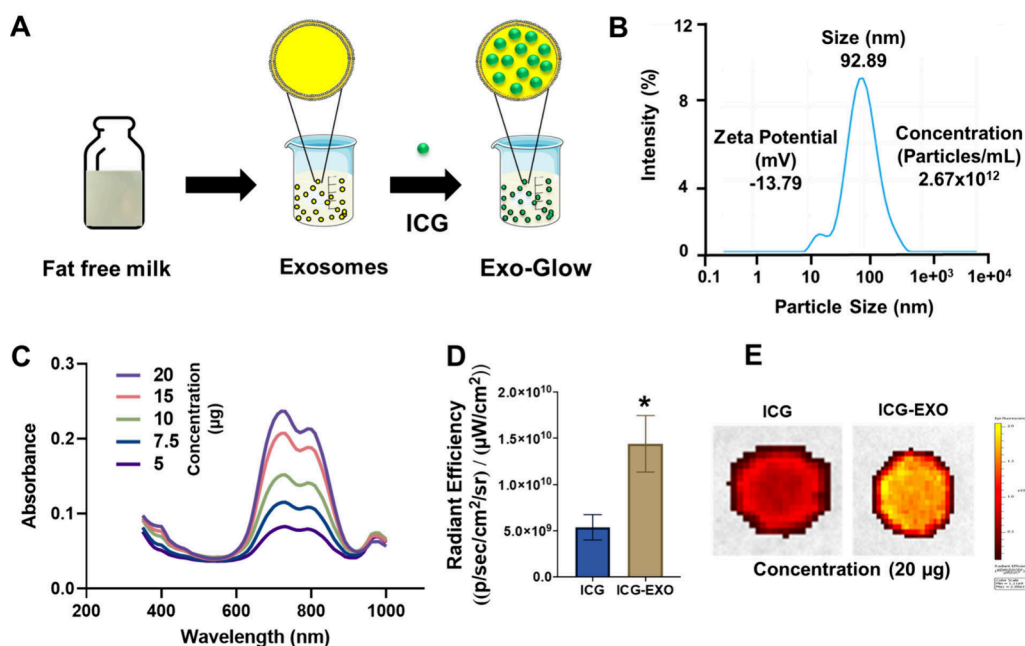 A
Fat free milk
Exosomes
ICG
Exo-Glow
B
Intensity (%)
12
8
4
0
Size (nm)
92.89
Zeta Potential
(mV)
-13.79
Concentration
(Particles/mL)
2.67x10¹²
0.1
1
10
100
1e+3
1e+4
Particle Size (nm)
C
Absorbance
0.3
0.2
0.1
0.0
20
15
10
7.5
5
Concentration
(µg)
200
400
600
800
1000
Wavelength (nm)
D
Radiant Efficiency
((p/sec/cm²/sr) / (µW/cm²))
2.0×10¹⁰
1.5×10¹⁰
1.0×10¹⁰
5.0×10⁹
0.0
*
ICG
ICG-EXO
E
ICG
ICG-EXO
Concentration (20 µg)